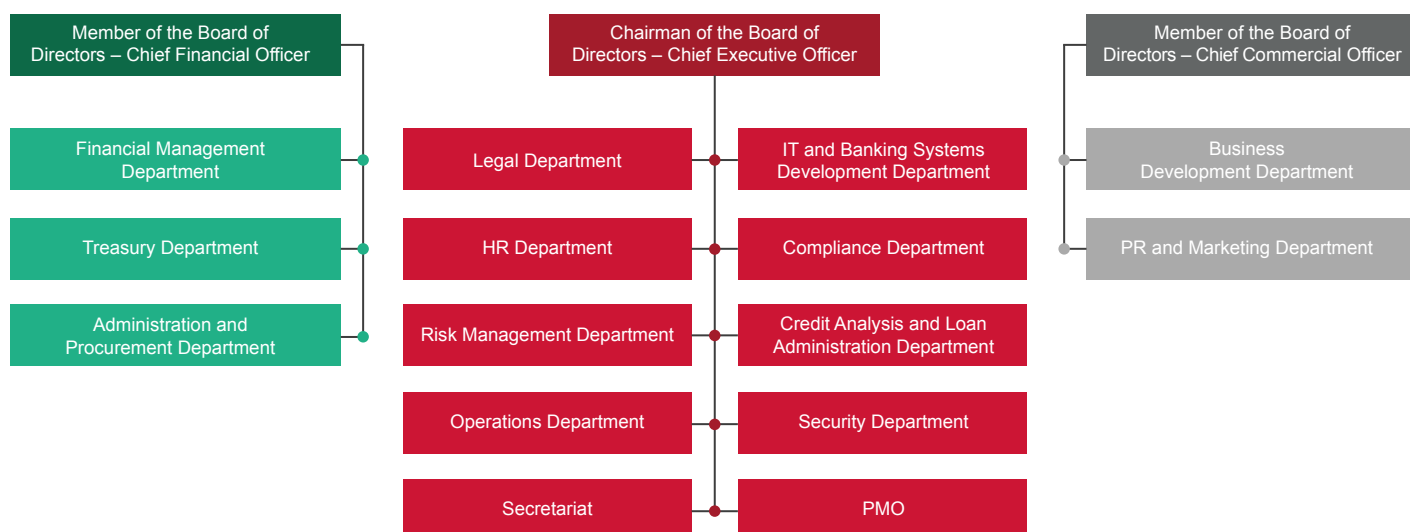 Member of the Board of
Directors – Chief Financial Officer
Chairman of the Board of
Directors – Chief Executive Officer
Member of the Board of
Directors – Chief Commercial Officer
Financial Management
Department
Legal Department
IT and Banking Systems
Development Department
Business
Development Department
Treasury Department
HR Department
Compliance Department
PR and Marketing Department
Administration and
Procurement Department
Risk Management Department
Credit Analysis and Loan
Administration Department
Operations Department
Security Department
Secretariat
PMO